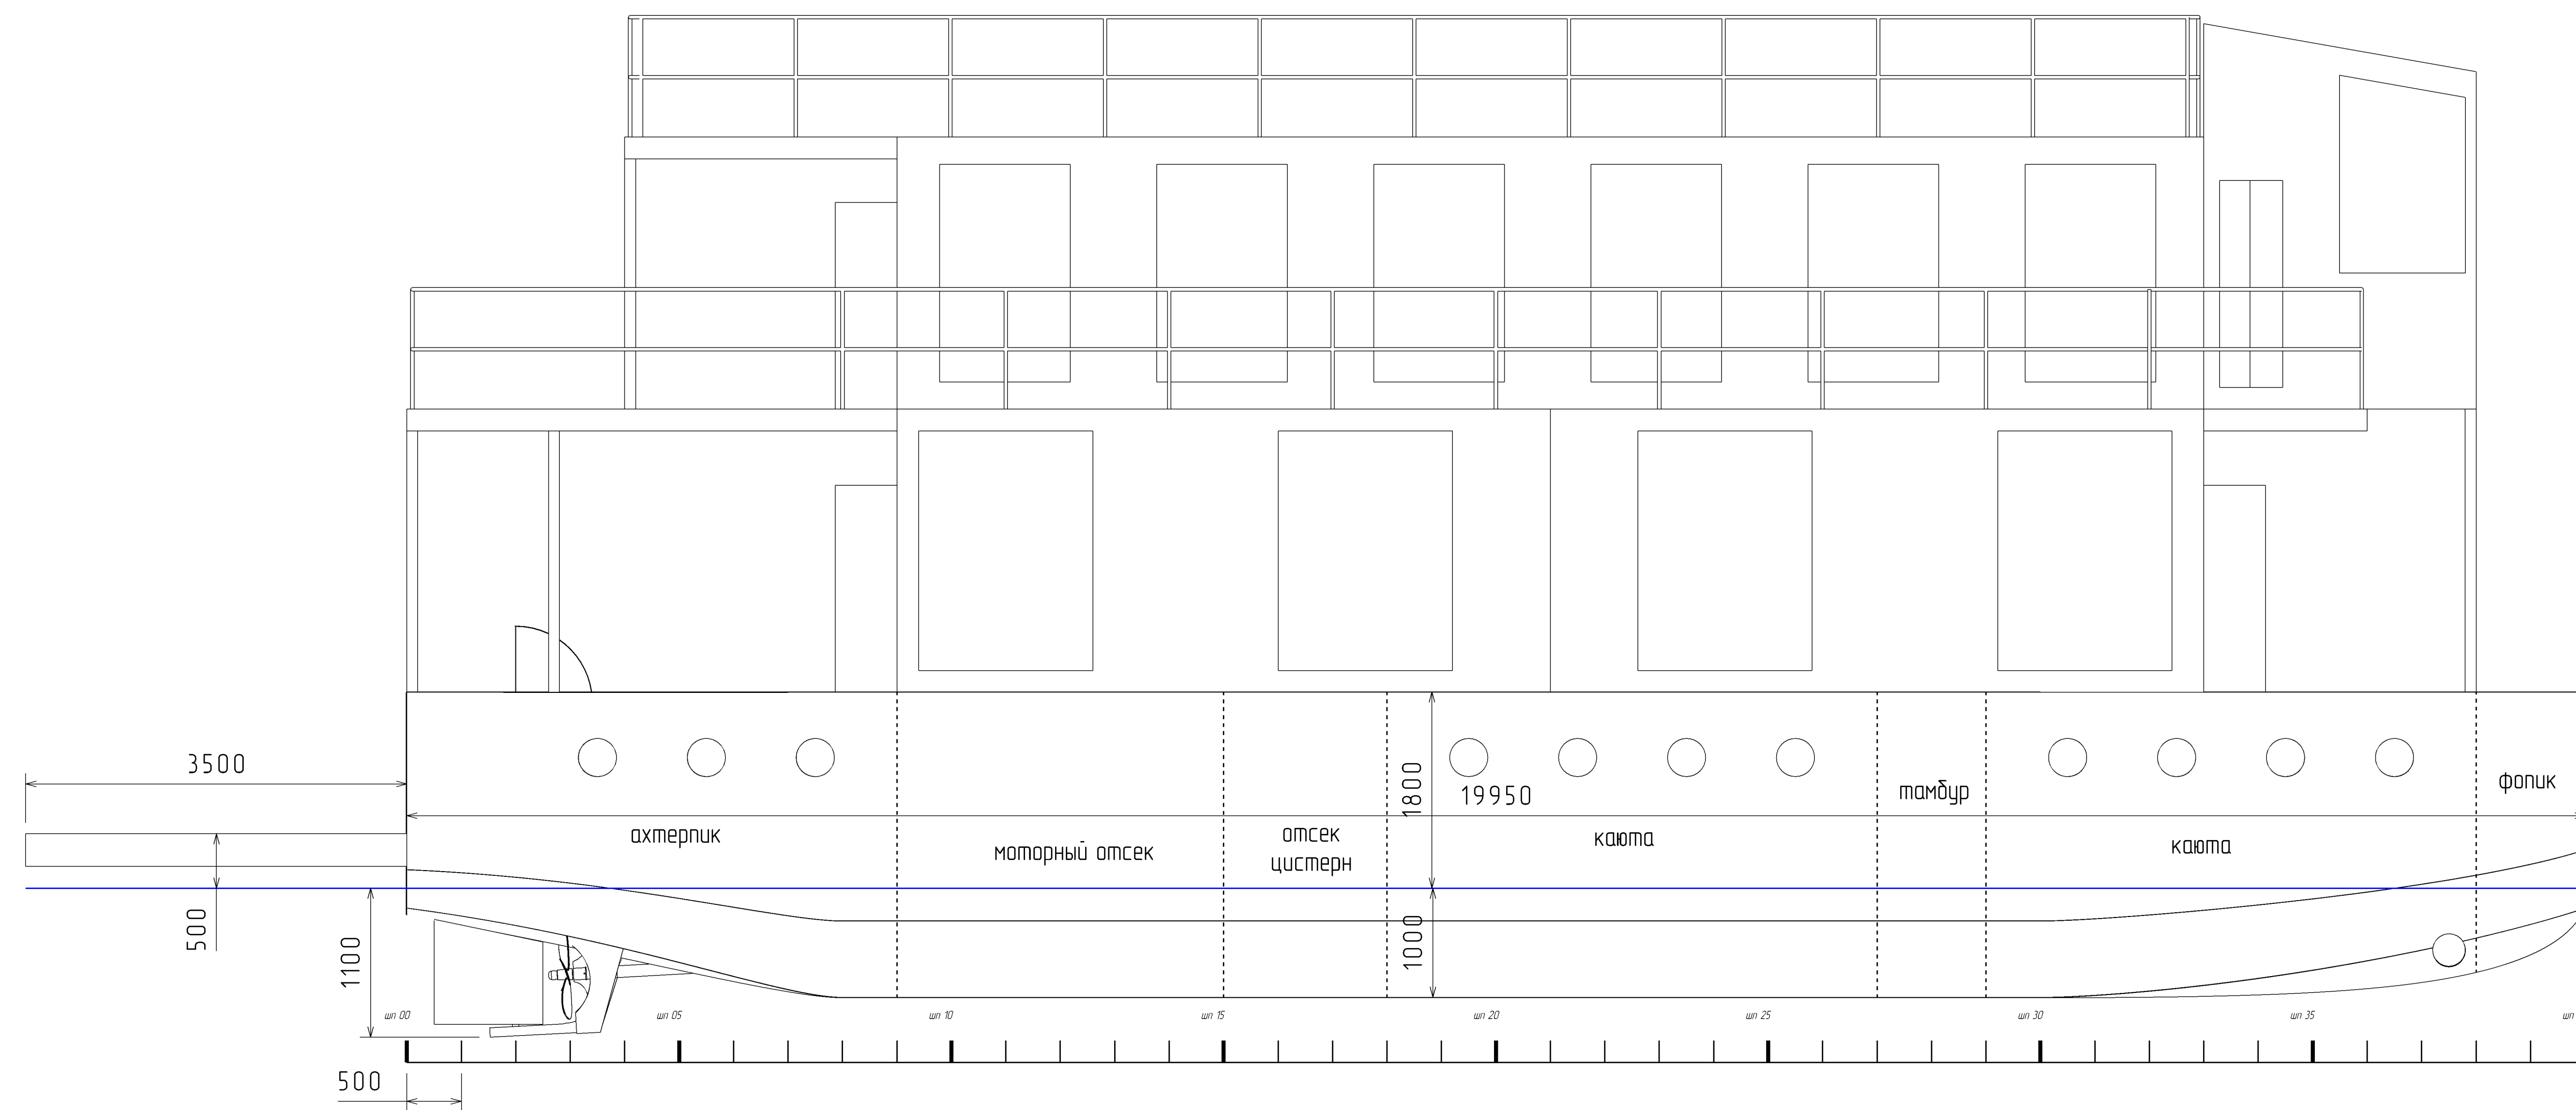 3500
1800
19950
тамбур
фопик
ахтерпик
моторный отсек
отсек
цистерн
каюта
каюта
500
1100
1000
шп 00
шп 05
шп 10
шп 15
шп 20
шп 25
шп 30
шп 35
шп
500